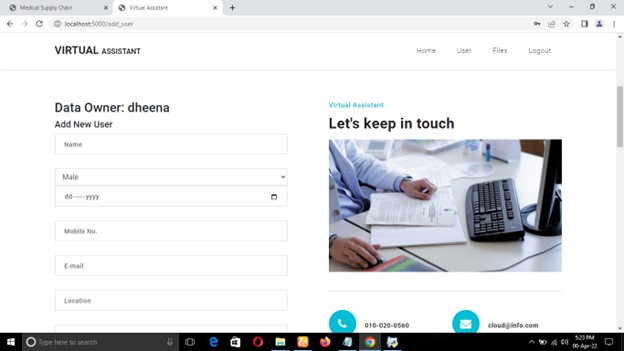 Medical Supply Chain
Virtual Assistant
localhost:5000/add_user
VIRTUAL ASSISTANT
Home
User
Files
Logout
Data Owner: dheena
Add New User
Name
Male
dd-----yyyy
Mobile No.
E-mail
Location
Virtual Assistant
Let's keep in touch
010-020-0560
cloud@info.com
Type here to search
5:23 PM
06-Apr-22